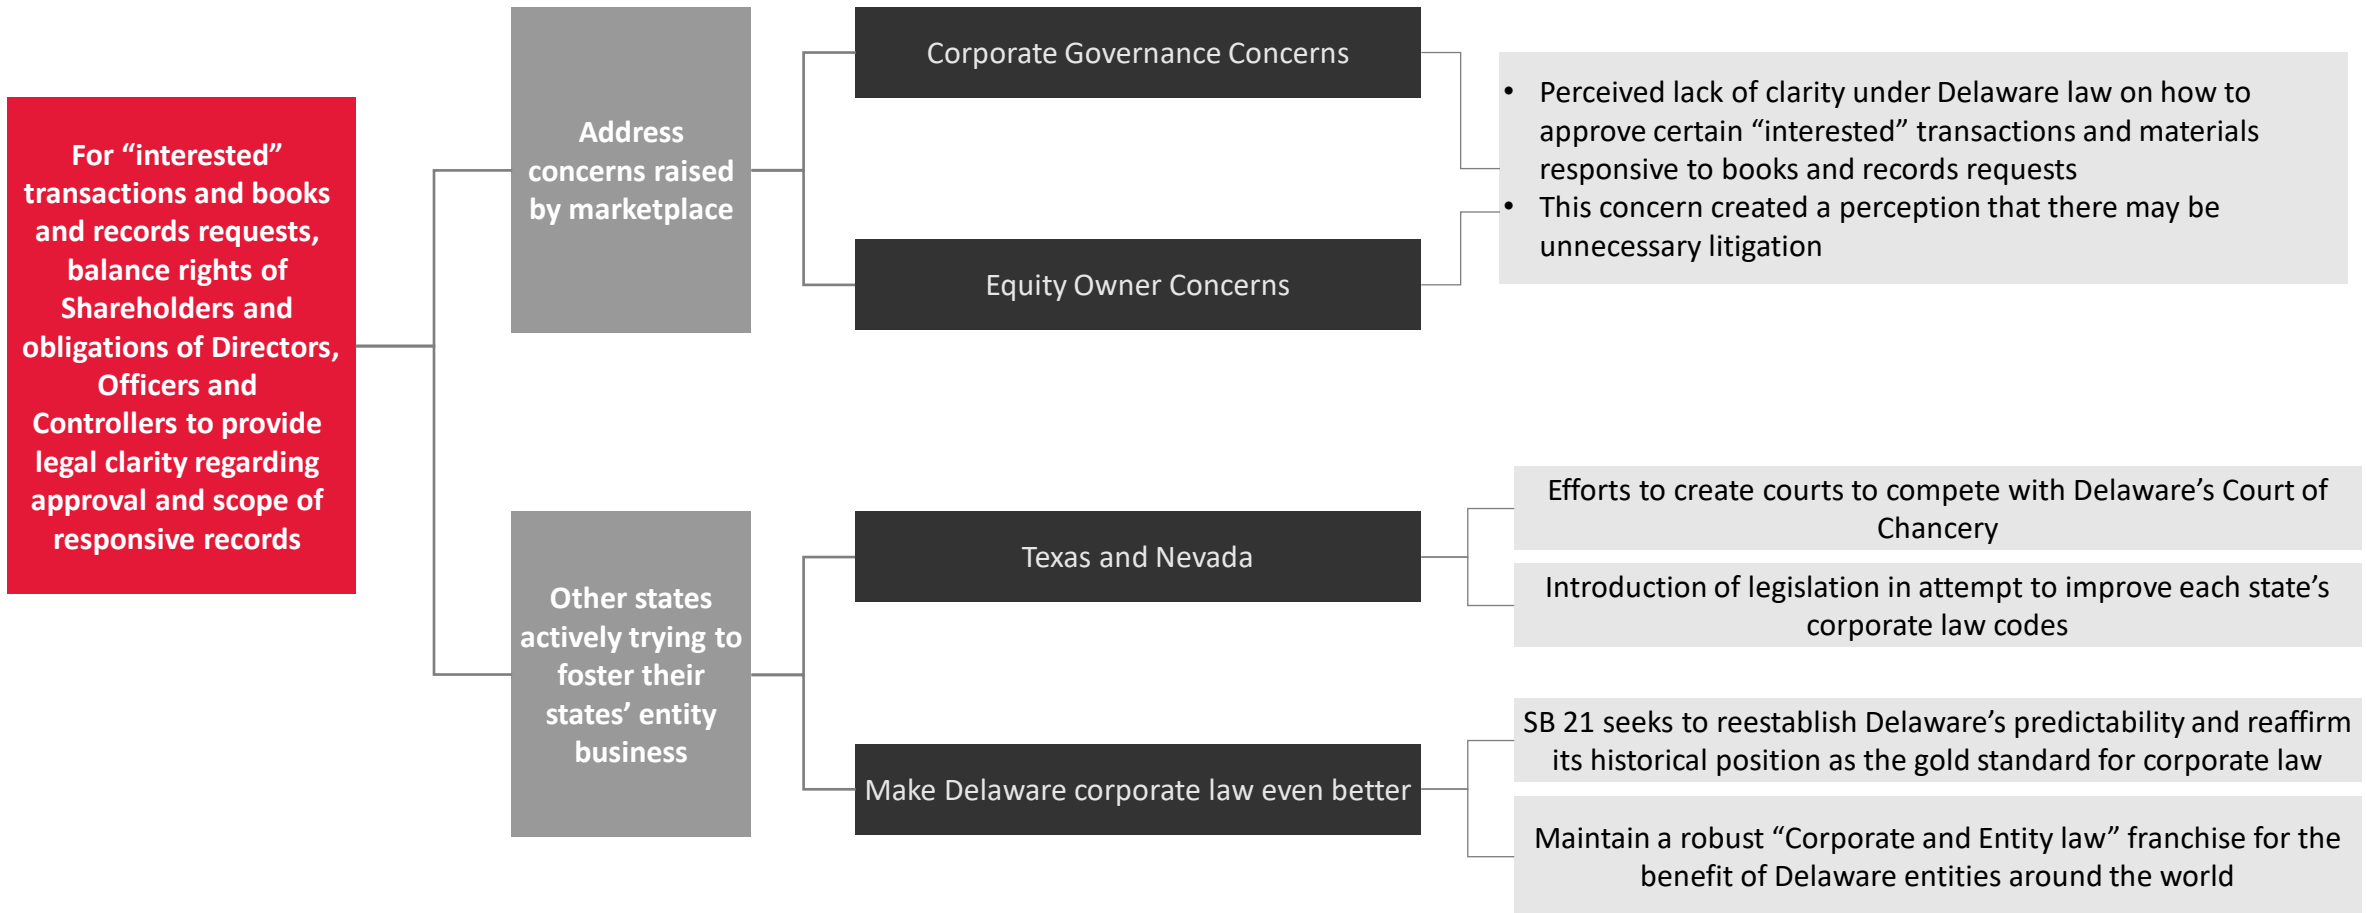 For “interested”
transactions and books
and records requests,
balance rights of
Shareholders and
obligations of Directors,
Officers and
Controllers to provide
legal clarity regarding
approval and scope of
responsive records
Address
concerns raised
by marketplace
Corporate Governance Concerns
Equity Owner Concerns
• Perceived lack of clarity under Delaware law on how to
approve certain “interested” transactions and materials
responsive to books and records requests
• This concern created a perception that there may be
unnecessary litigation
Other states
actively trying to
foster their
states’ entity
business
Texas and Nevada
Efforts to create courts to compete with Delaware’s Court of
Chancery
Introduction of legislation in attempt to improve each state’s
corporate law codes
Make Delaware corporate law even better
SB 21 seeks to reestablish Delaware’s predictability and reaffirm
its historical position as the gold standard for corporate law
Maintain a robust “Corporate and Entity law” franchise for the
benefit of Delaware entities around the world